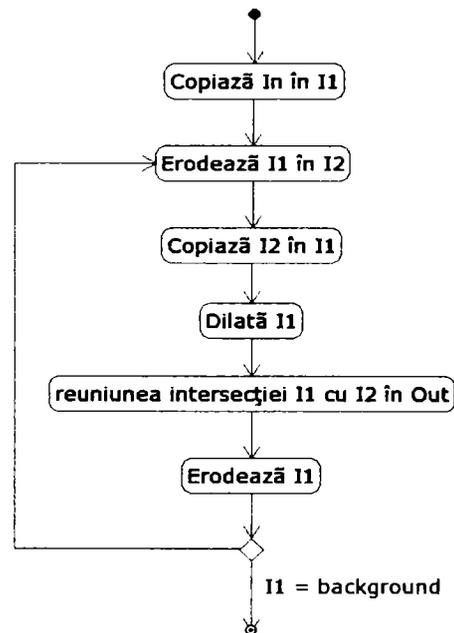 Copiază In în I1
Erodează I1 în I2
Copiază I2 în I1
Dilată I1
reuniunea intersecţiei I1 cu I2 în Out
Erodează I1
I1 = background